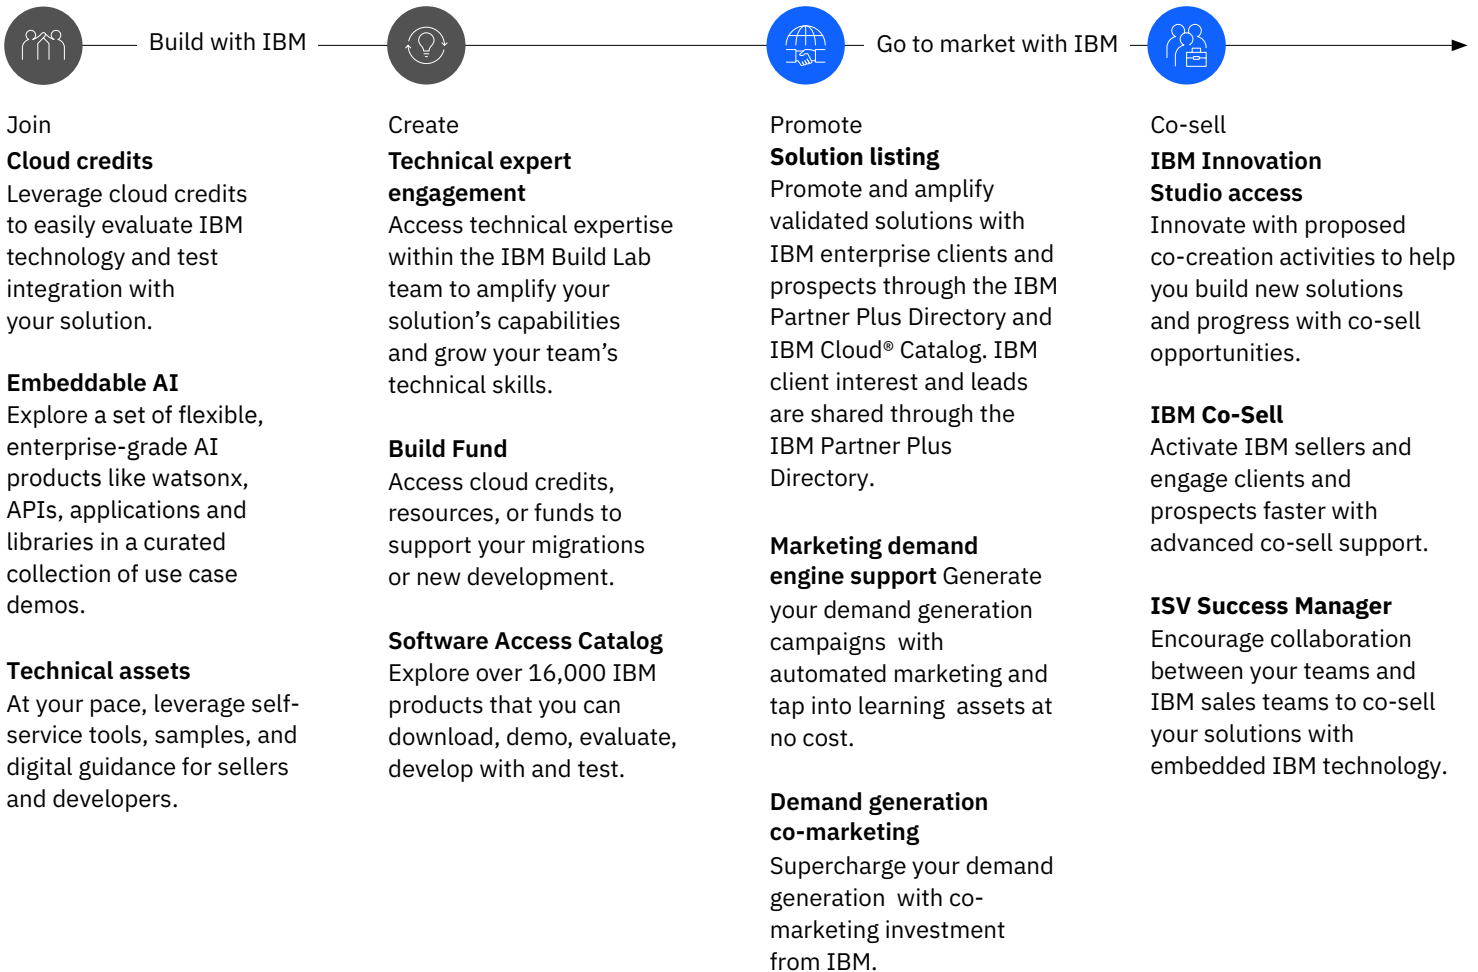 Build with IBM
Go to market with IBM
Join
Cloud credits
Leverage cloud credits
to easily evaluate IBM
technology and test
integration with
your solution.
Embeddable AI
Explore a set of flexible,
enterprise-grade AI
products like watsonx,
APIs, applications and
libraries in a curated
collection of use case
demos.
Technical assets
At your pace, leverage self-
service tools, samples, and
digital guidance for sellers
and developers.
Create
Technical expert
engagement
Access technical expertise
within the IBM Build Lab
team to amplify your
solution’s capabilities
and grow your team’s
technical skills.
Build Fund
Access cloud credits,
resources, or funds to
support your migrations
or new development.
Software Access Catalog
Explore over 16,000 IBM
products that you can
download, demo, evaluate,
develop with and test.
Promote
Solution listing
Promote and amplify
validated solutions with
IBM enterprise clients and
prospects through the IBM
Partner Plus Directory and
IBM Cloud® Catalog. IBM
client interest and leads
are shared through the
IBM Partner Plus
Directory.
Marketing demand
engine support Generate
your demand generation
campaigns with
automated marketing and
tap into learning assets at
no cost.
Demand generation
co-marketing
Supercharge your demand
generation with co-
marketing investment
from IBM.
Co-sell
IBM Innovation
Studio access
Innovate with proposed
co-creation activities to help
you build new solutions
and progress with co-sell
opportunities.
IBM Co-Sell
Activate IBM sellers and
engage clients and
prospects faster with
advanced co-sell support.
ISV Success Manager
Encourage collaboration
between your teams and
IBM sales teams to co-sell
your solutions with
embedded IBM technology.